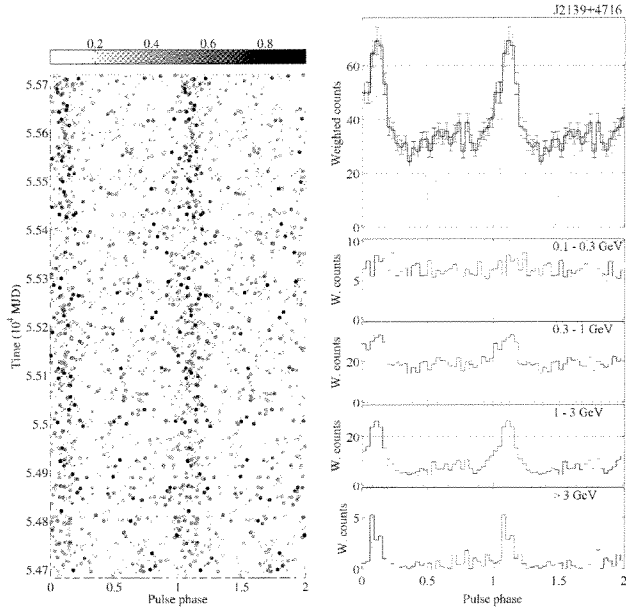 J2139+4716
0.2 0.4 0.6 0.8
5.57
5.56
5.55
5.54
5.53
5.52
5.51
5.5
5.49
5.48
5.47
Time (10^4 MJD)
0 0.5 1 1.5 2
Pulse phase
60
40
20
0
Weighted counts
0.1 - 0.3 GeV
10
5
0
W. counts
0.3 - 1 GeV
20
0
W. counts
1 - 3 GeV
20
0
W. counts
> 3 GeV
5
0
W. counts
0 0.5 1 1.5 2
Pulse phase